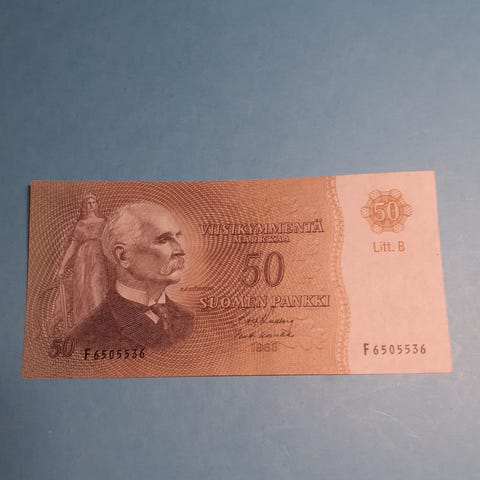 VIISIKYMMENTÄ
MARKKAA
50
SUOMEN PANKKI
50
Litt. B
50
F6505536
F6505536